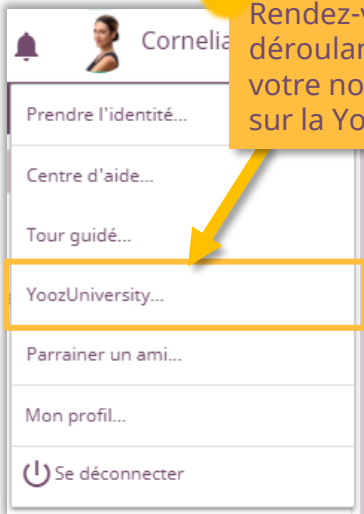 Rendez-v
déroulan
votre no
sur la Yo
Cornelia
Prendre l'identité...
Centre d'aide...
Tour guidé...
YoozUniversity...
Parrainer un ami...
Mon profil...
Se déconnecter